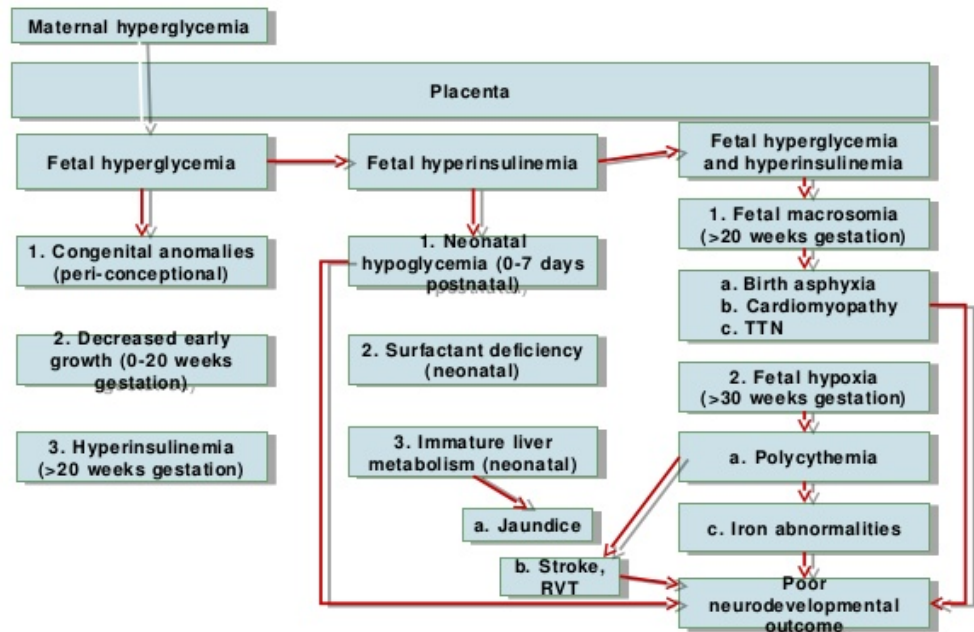 Maternal hyperglycemia
Placenta
Fetal hyperglycemia
Fetal hyperinsulinemia
Fetal hyperglycemia
and hyperinsulinemia
1. Congenital anomalies
(peri-conceptional)
2. Decreased early
growth (0-20 weeks
gestation)
3. Hyperinsulinemia
(>20 weeks gestation)
1. Neonatal
hypoglycemia (0-7 days
postnatal)
2. Surfactant deficiency
(neonatal)
3. Immature liver
metabolism (neonatal)
a. Jaundice
b. Stroke,
RVT
1. Fetal macrosomia
(>20 weeks gestation)
a. Birth asphyxia
b. Cardiomyopathy
c. TTN
2. Fetal hypoxia
(>30 weeks gestation)
a. Polycythemia
c. Iron abnormalities
Poor
neurodevelopmental
outcome